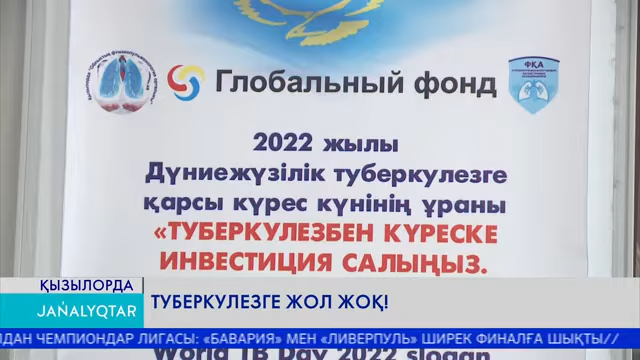 Глобальный фонд
ФҚА
2022 жылы
Дүниежүзілік туберкулезге
қарсы күрес күнінің ұраны
«ТУБЕРКУЛЕЗБЕН КҮРЕСКЕ
ИНВЕСТИЦИЯ САЛЫҢЫЗ.
ҚЫЗЫЛОРДА
JAŃALYQTAR
ТУБЕРКУЛЕЗГЕ ЖОЛ ЖОҚ!
ЧЕМПИОНДАР ЛИГАСЫ: «БАВАРИЯ» МЕН «ЛИВЕРПУЛЬ» ШИРЕК ФИНАЛҒА ШЫҚТЫ//
World TB Day 2022 slogan